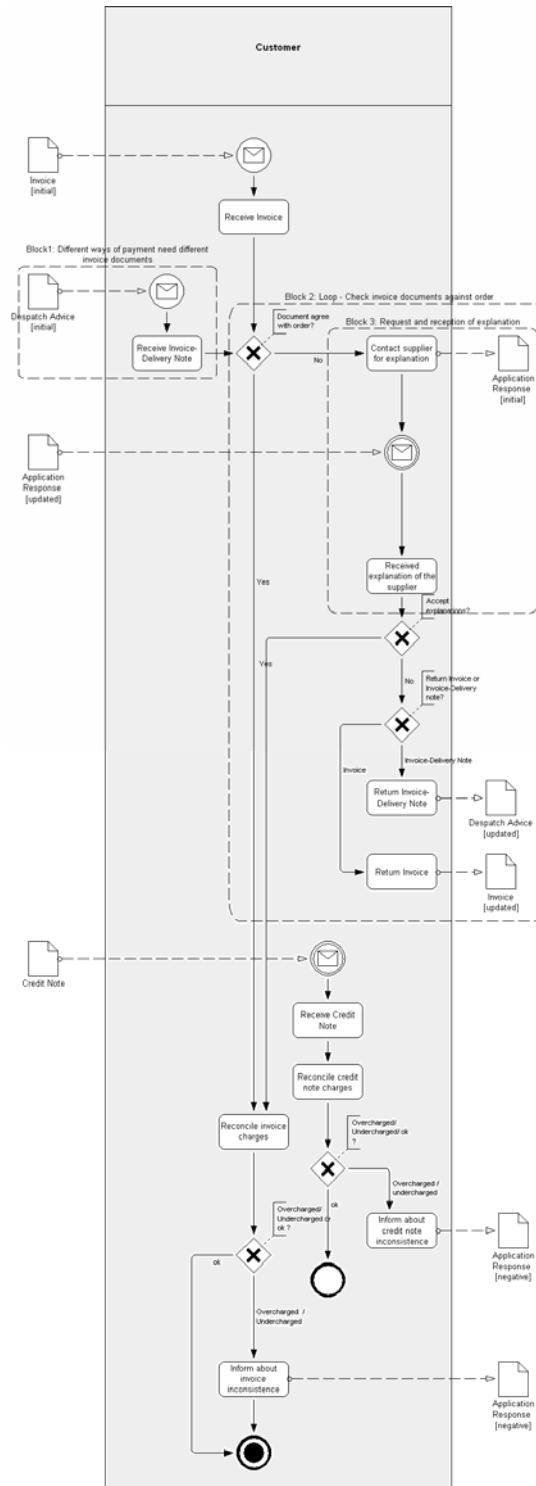 Customer
Invoice
[initial]
Receive Invoice
Block1: Different ways of payment need different
invoice documents
Despatch Advice
[initial]
Receive Invoice-
Delivery Note
Block 2: Loop - Check invoice documents against order
Document agree
with order?
Block 3: Request and reception of explanation
No
Contact supplier
for explanation
Application
Response
[initial]
Application
Response
[updated]
Received
explanation of the
supplier
Yes
Accept
explanations?
Yes
No
Return Invoice or
Invoice-Delivery
note?
Invoice
Invoice-Delivery Note
Return Invoice-
Delivery Note
Despatch Advice
[updated]
Return Invoice
Invoice
[updated]
Credit Note
Receive Credit
Note
Reconcile credit
note charges
Reconcile invoice
charges
Overcharged/
Undercharged/ ok
?
Overcharged /
undercharged
ok
Inform about
credit note
inconsistence
Application
Response
[negative]
Overcharged/
Undercharged or
ok ?
ok
Overcharged /
Undercharged
Inform about
invoice
inconsistence
Application
Response
[negative]